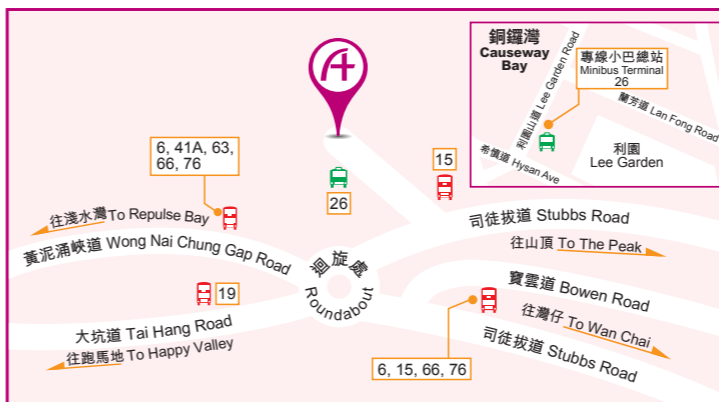 銅鑼灣
Causeway
Bay
利園山道 Lee Garden Road
專線小巴總站
Minibus Terminal
26
蘭芳道 Lan Fong Road
希慎道 Hysan Ave
利園
Lee Garden
6, 41A, 63,
66, 76
15
26
往淺水灣 To Repulse Bay
黃泥涌峽道 Wong Nai Chung Gap Road
司徒拔道 Stubbs Road
往山頂 To The Peak
迴旋處
Roundabout
寶雲道 Bowen Road
19
大坑道 Tai Hang Road
往跑馬地 To Happy Valley
往灣仔 To Wan Chai
司徒拔道 Stubbs Road
6, 15, 66, 76